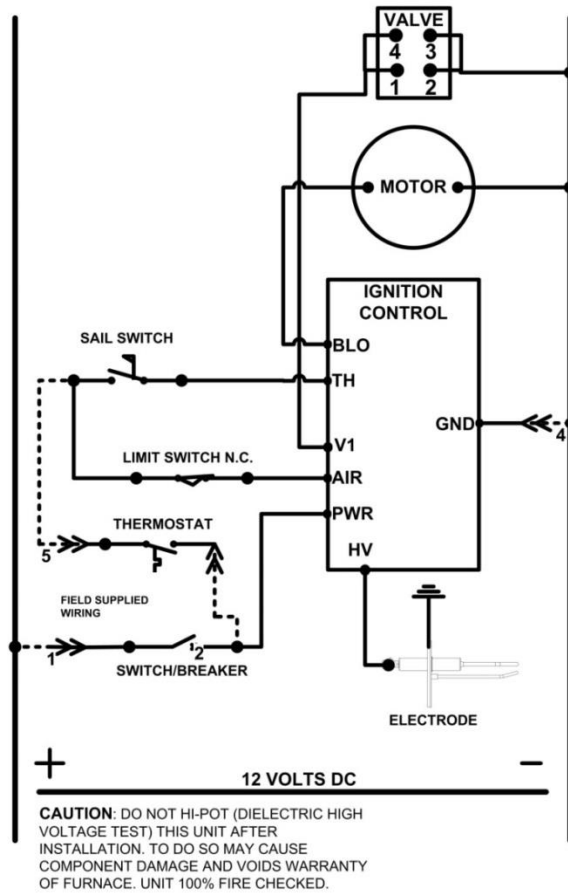 VALVE
4 3
1 2
MOTOR
IGNITION
CONTROL
SAIL SWITCH
BLO
TH
GND
4
V1
LIMIT SWITCH N.C.
AIR
PWR
THERMOSTAT
HV
5
FIELD SUPPLIED
WIRING
1
2
SWITCH/BREAKER
ELECTRODE
+ −
12 VOLTS DC
CAUTION: DO NOT HI-POT (DIELECTRIC HIGH
VOLTAGE TEST) THIS UNIT AFTER
INSTALLATION. TO DO SO MAY CAUSE
COMPONENT DAMAGE AND VOIDS WARRANTY
OF FURNACE. UNIT 100% FIRE CHECKED.